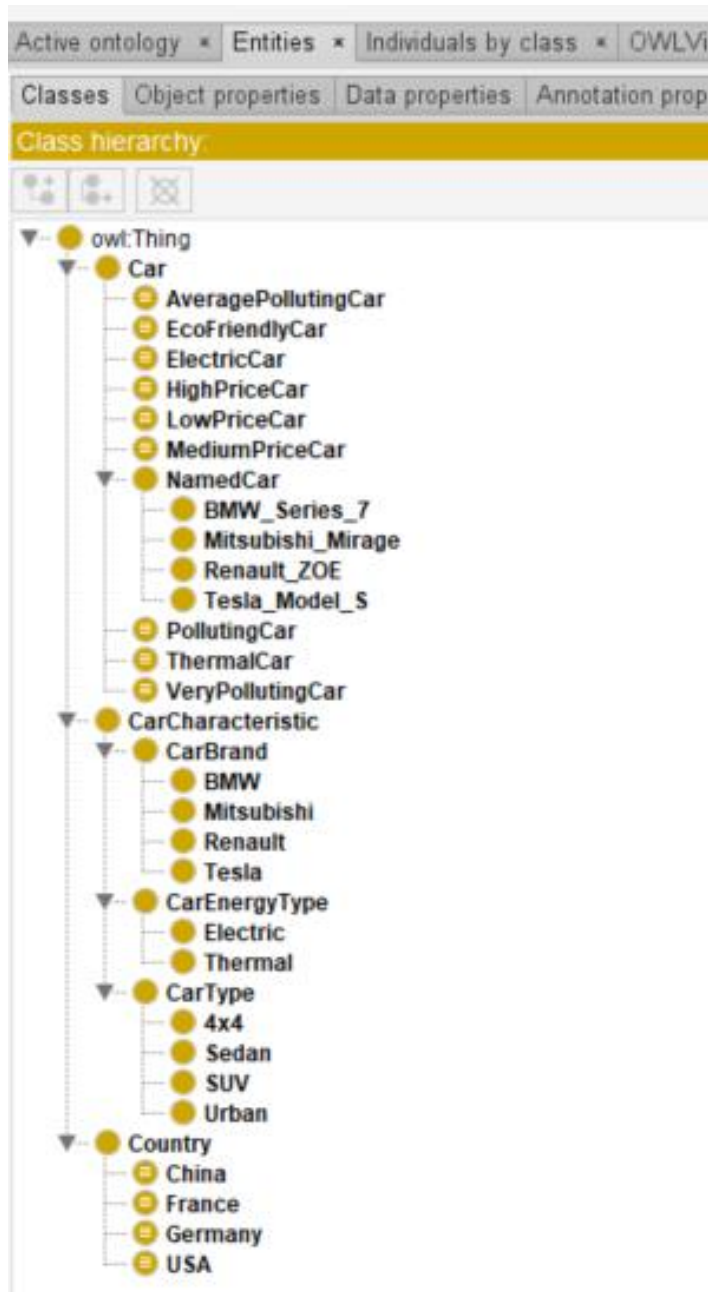 Active ontology × Entities × Individuals by class × OWLVi
Classes Object properties Data properties Annotation prop
Class hierarchy:
owl:Thing
Car
AveragePollutingCar
EcoFriendlyCar
ElectricCar
HighPriceCar
LowPriceCar
MediumPriceCar
NamedCar
BMW_Series_7
Mitsubishi_Mirage
Renault_ZOE
Tesla_Model_S
PollutingCar
ThermalCar
VeryPollutingCar
CarCharacteristic
CarBrand
BMW
Mitsubishi
Renault
Tesla
CarEnergyType
Electric
Thermal
CarType
4x4
Sedan
SUV
Urban
Country
China
France
Germany
USA